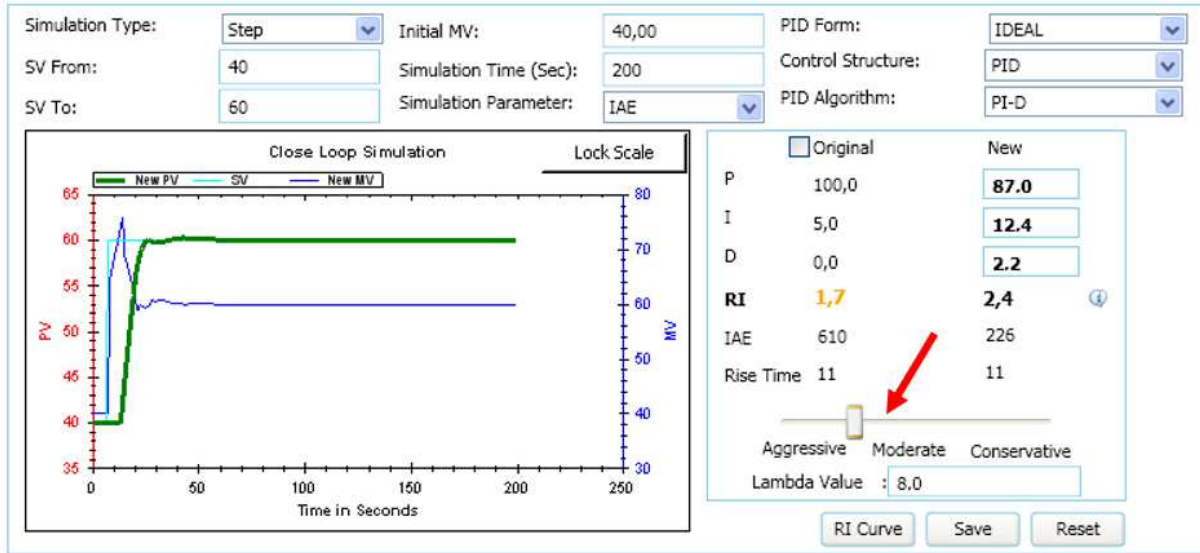 Simulation Type: Step Initial MV: 40,00 PID Form: IDEAL
SV From: 40 Simulation Time (Sec): 200 Control Structure: PID
SV To: 60 Simulation Parameter: IAE PID Algorithm: PI-D
Close Loop Simulation Lock Scale
New PV SV New MV
65
60
55
50
45
40
35
PV
80
70
60
50
40
30
MV
0 50 100 150 200 250
Time in Seconds
Original New
P 100,0 87.0
I 5,0 12.4
D 0,0 2.2
RI 1,7 2,4 i
IAE 610 226
Rise Time 11 11
Aggressive Moderate Conservative
Lambda Value : 8.0
RI Curve Save Reset